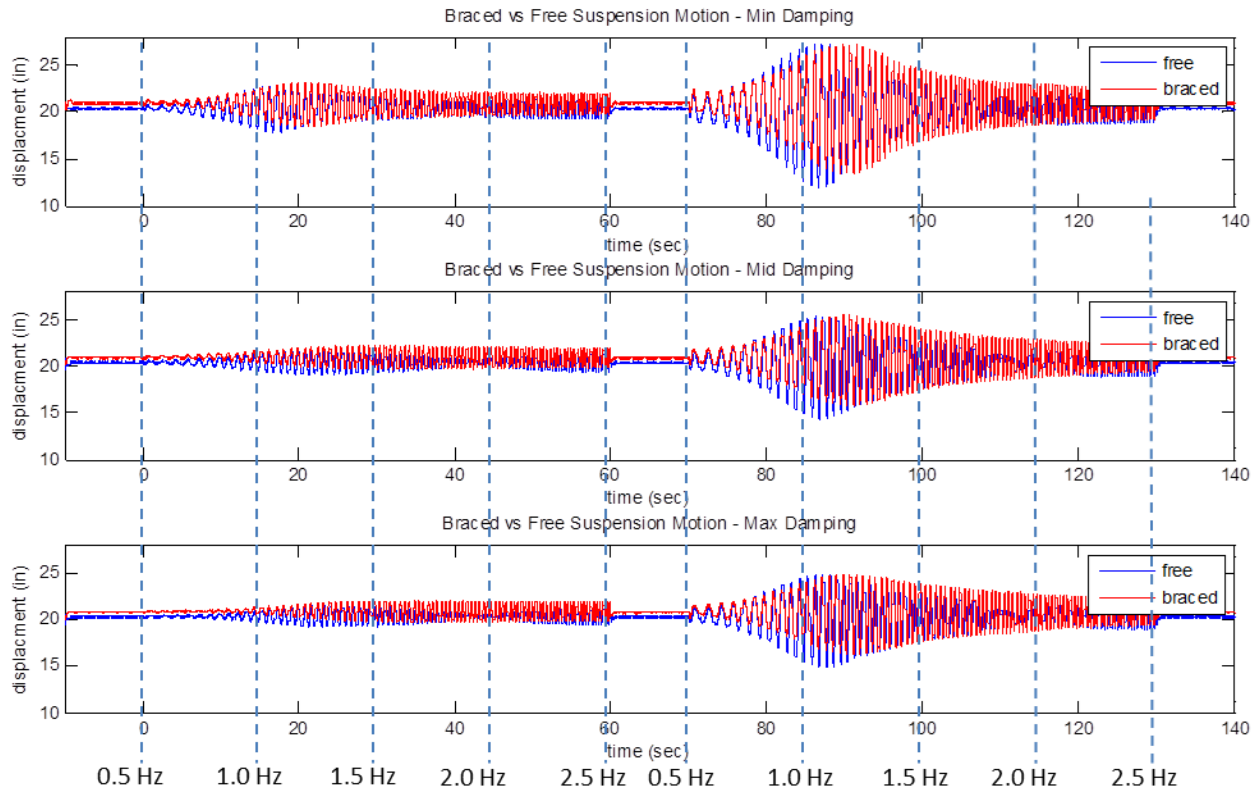 Braced vs Free Suspension Motion - Min Damping
displacment (in)
25
20
15
10
free
braced
0 20 40 60 80 100 120 140
time (sec)
Braced vs Free Suspension Motion - Mid Damping
displacment (in)
25
20
15
10
free
braced
0 20 40 60 80 100 120 140
time (sec)
Braced vs Free Suspension Motion - Max Damping
displacment (in)
25
20
15
10
free
braced
0 20 40 60 80 100 120 140
time (sec)
0.5 Hz 1.0 Hz 1.5 Hz 2.0 Hz 2.5 Hz 0.5 Hz 1.0 Hz 1.5 Hz 2.0 Hz 2.5 Hz